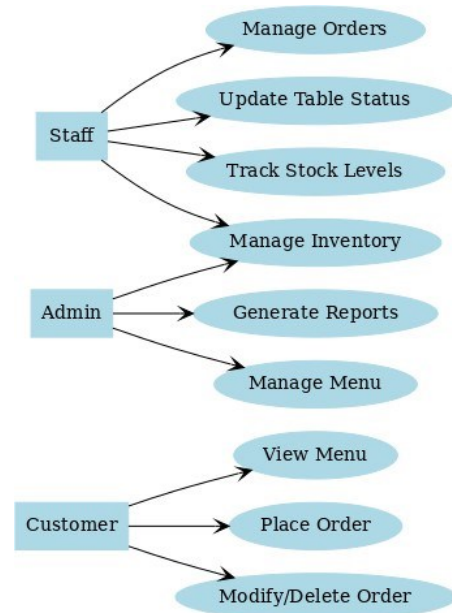 Manage Orders
Update Table Status
Staff
Track Stock Levels
Manage Inventory
Admin
Generate Reports
Manage Menu
View Menu
Customer
Place Order
Modify/Delete Order